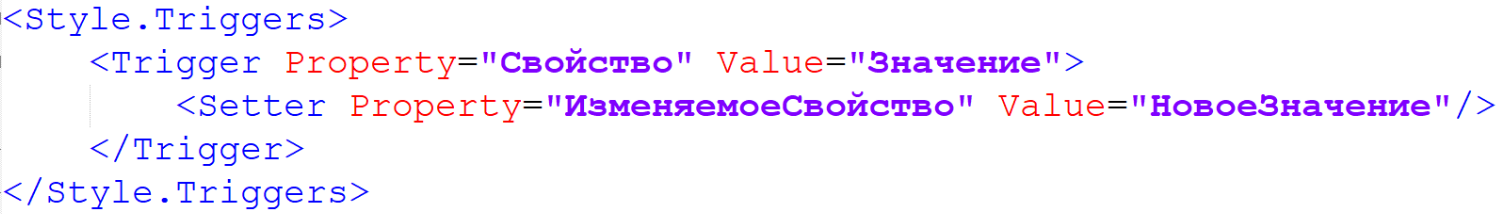 <Style.Triggers>
<Trigger Property="Свойство" Value="Значение">
<Setter Property="ИзменяемоеСвойство" Value="НовоеЗначение"/>
</Trigger>
</Style.Triggers>